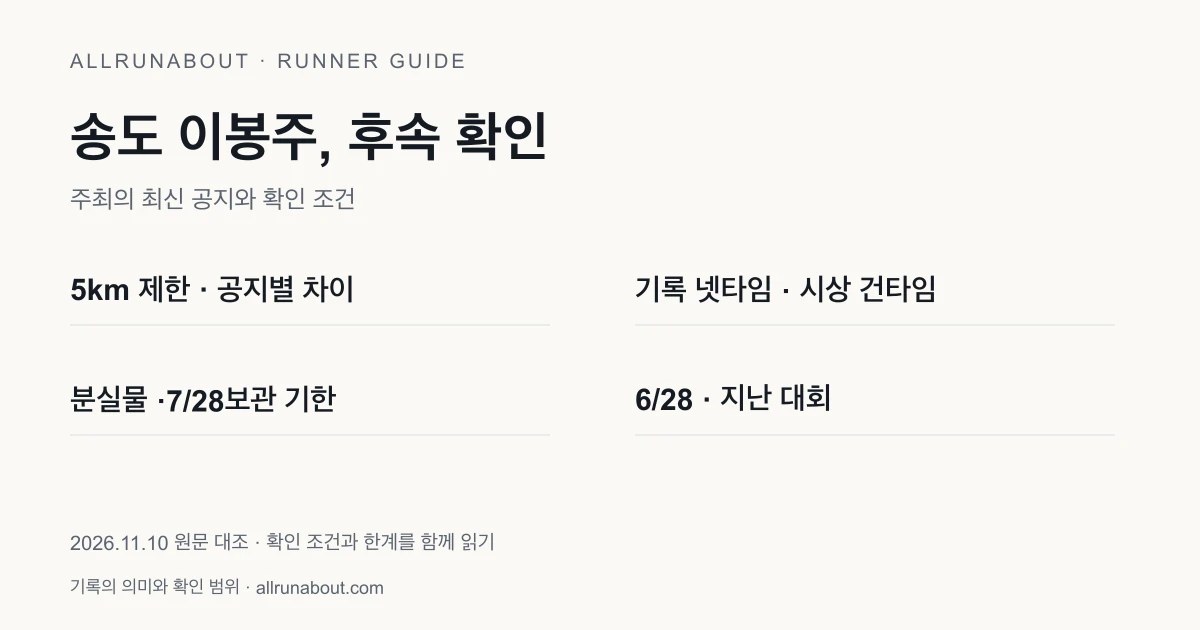 ALLRUNABOUT · RUNNER GUIDE
송도 이봉주, 후속 확인
주최의 최신 공지와 확인 조건
5km 제한 · 공지별 차이
기록 넷타임 · 시상 건타임
분실물 ·7/28보관 기한
6/28 · 지난 대회
2026.11.10 원문 대조 · 확인 조건과 한계를 함께 읽기
기록의 의미와 확인 범위 · allrunabout.com